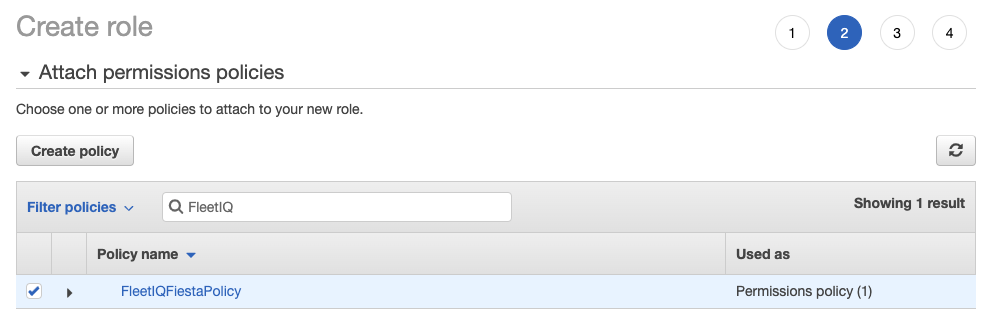 Create role
1 2 3 4
Attach permissions policies
Choose one or more policies to attach to your new role.
Create policy
Filter policies FleetIQ Showing 1 result
Policy name Used as
FleetIQFiestaPolicy Permissions policy (1)